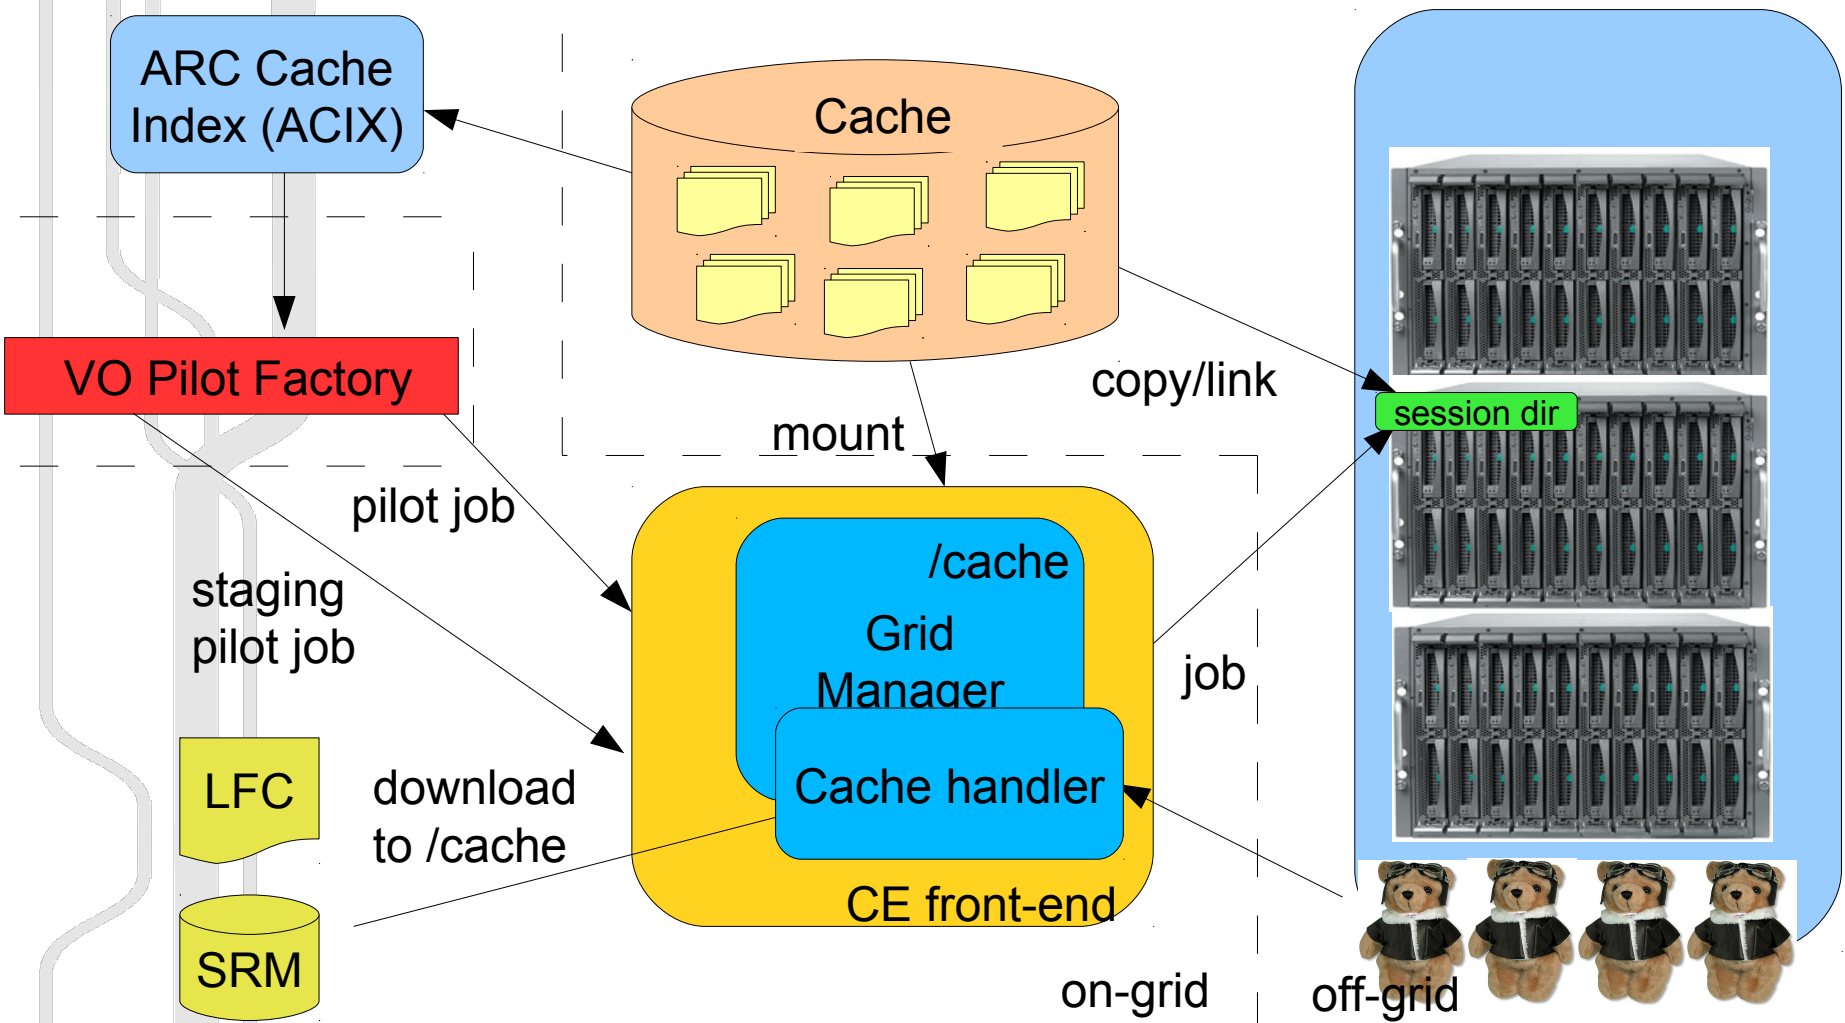 ARC Cache
Index (ACIX)
Cache
VO Pilot Factory
copy/link
session dir
mount
pilot job
/cache
staging
pilot job
Grid
Manager
job
LFC
download
to /cache
Cache handler
CE front-end
SRM
on-grid
off-grid